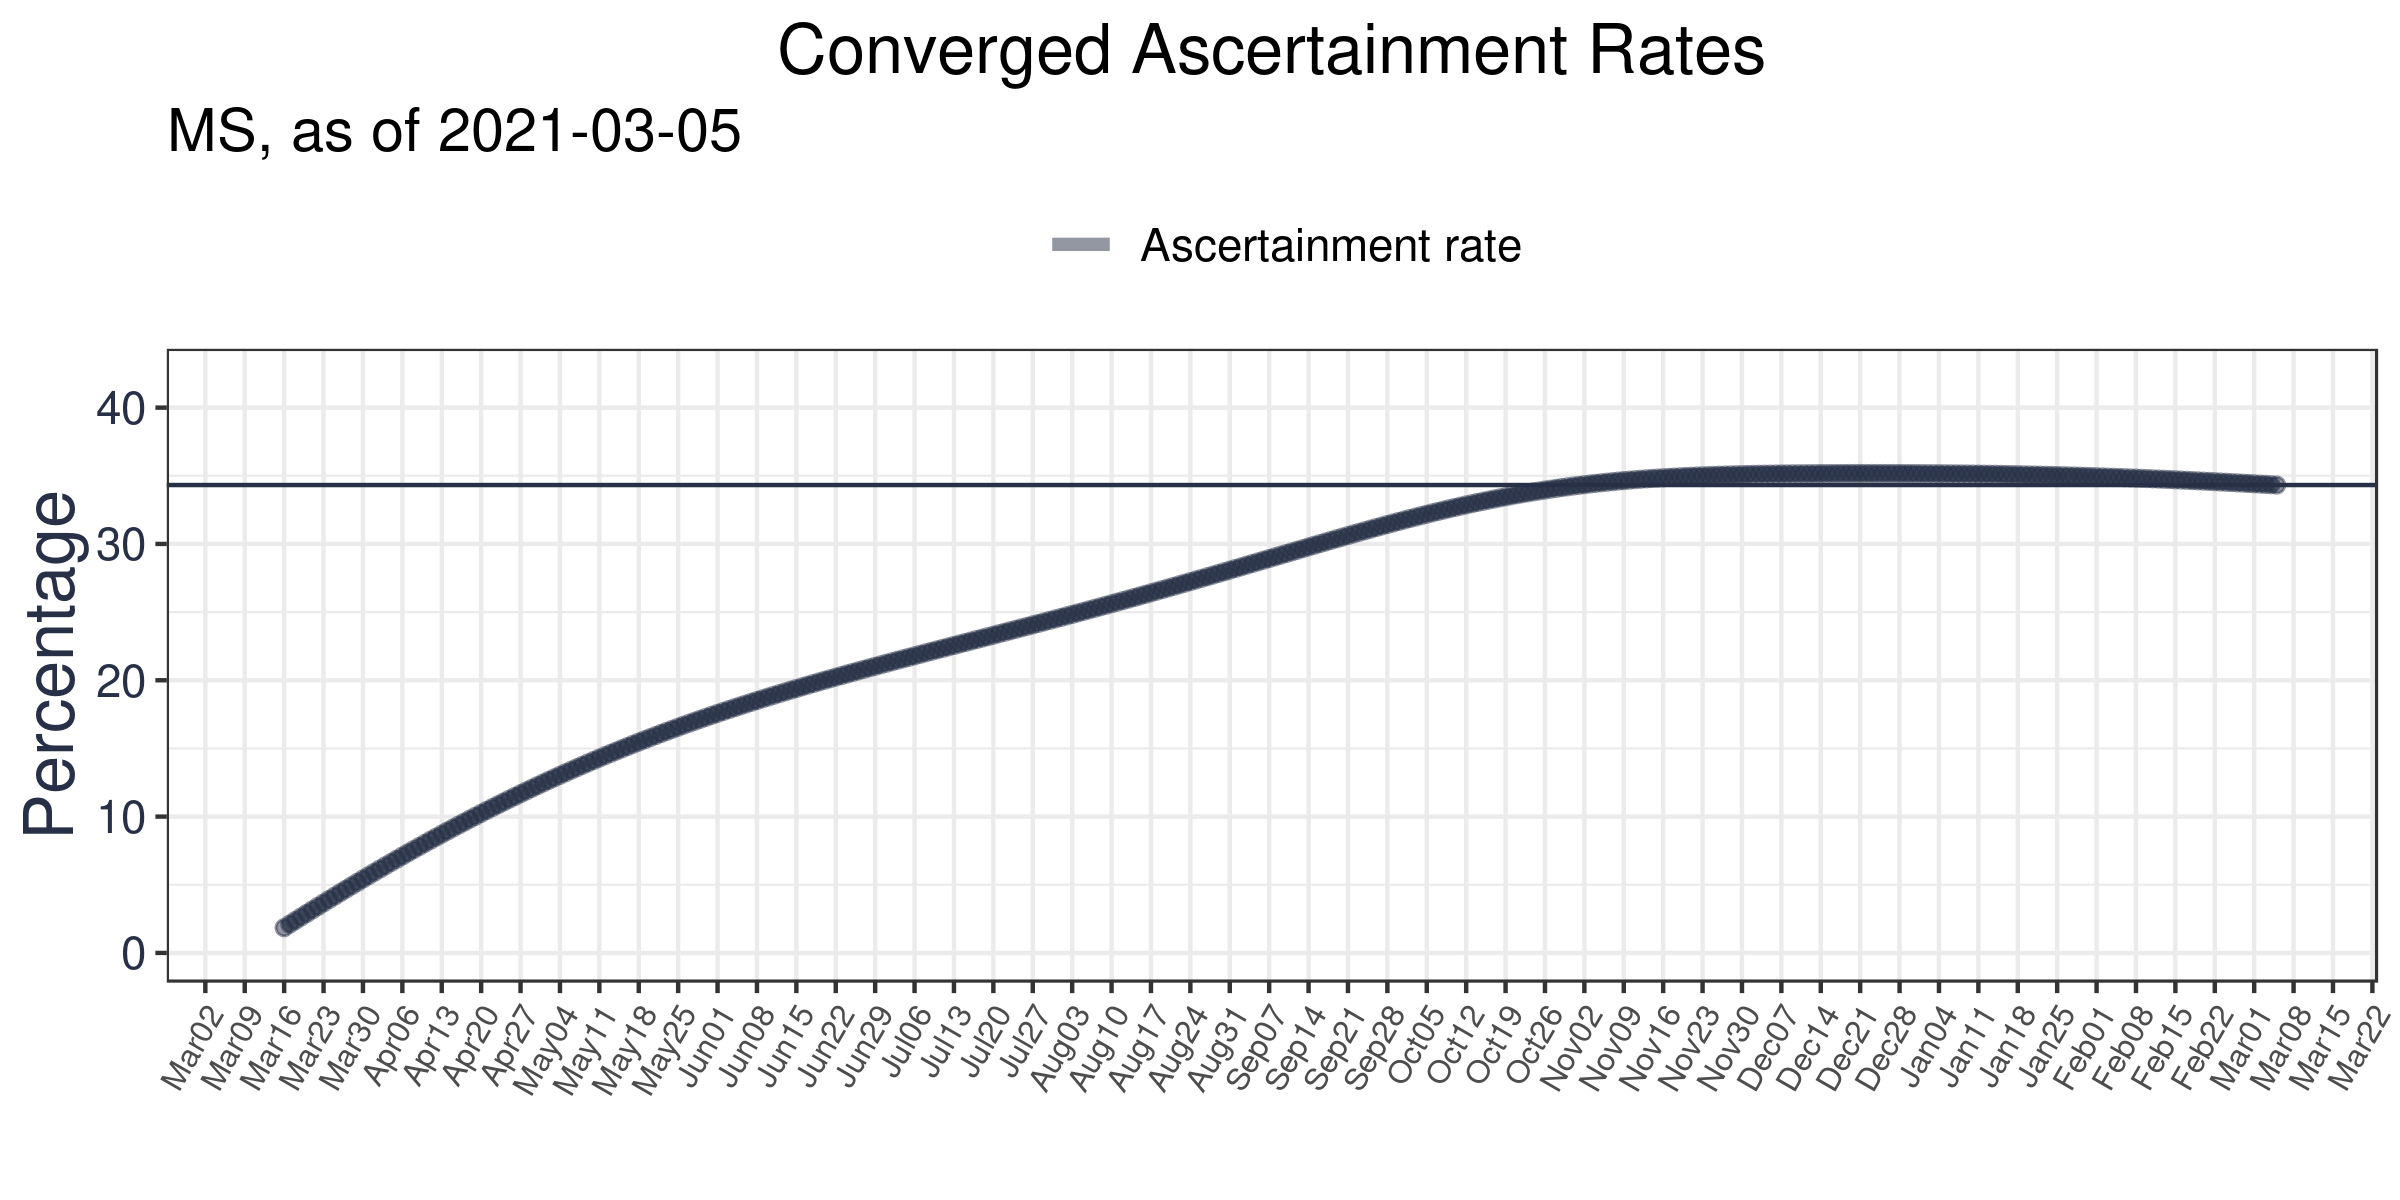 Converged Ascertainment Rates
MS, as of 2021-03-05
Ascertainment rate
Percentage
40
30
20
10
0
Mar02
Mar09
Mar16
Mar23
Mar30
Apr06
Apr13
Apr20
Apr27
May04
May11
May18
May25
Jun01
Jun08
Jun15
Jun22
Jun29
Jul06
Jul13
Jul20
Jul27
Aug03
Aug10
Aug17
Aug24
Aug31
Sep07
Sep14
Sep21
Sep28
Oct05
Oct12
Oct19
Oct26
Nov02
Nov09
Nov16
Nov23
Nov30
Dec07
Dec14
Dec21
Dec28
Jan04
Jan11
Jan18
Jan25
Feb01
Feb08
Feb15
Feb22
Mar01
Mar08
Mar15
Mar22